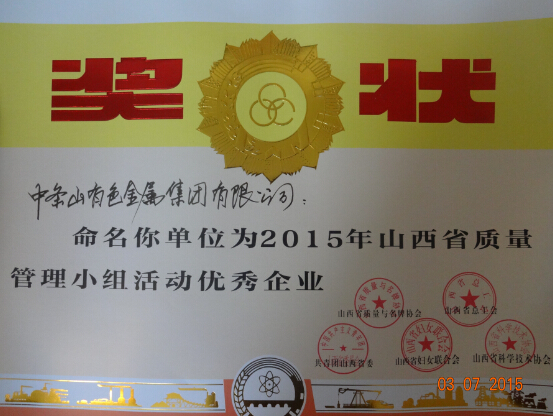 奖状
中条山有色金属集团有限公司：
命名你单位为2015年山西省质量
管理小组活动优秀企业
山西省质量与名牌协会
山西省总工会
共青团山西省委
山西省妇女联合会
山西省科学技术协会
03 07 2015